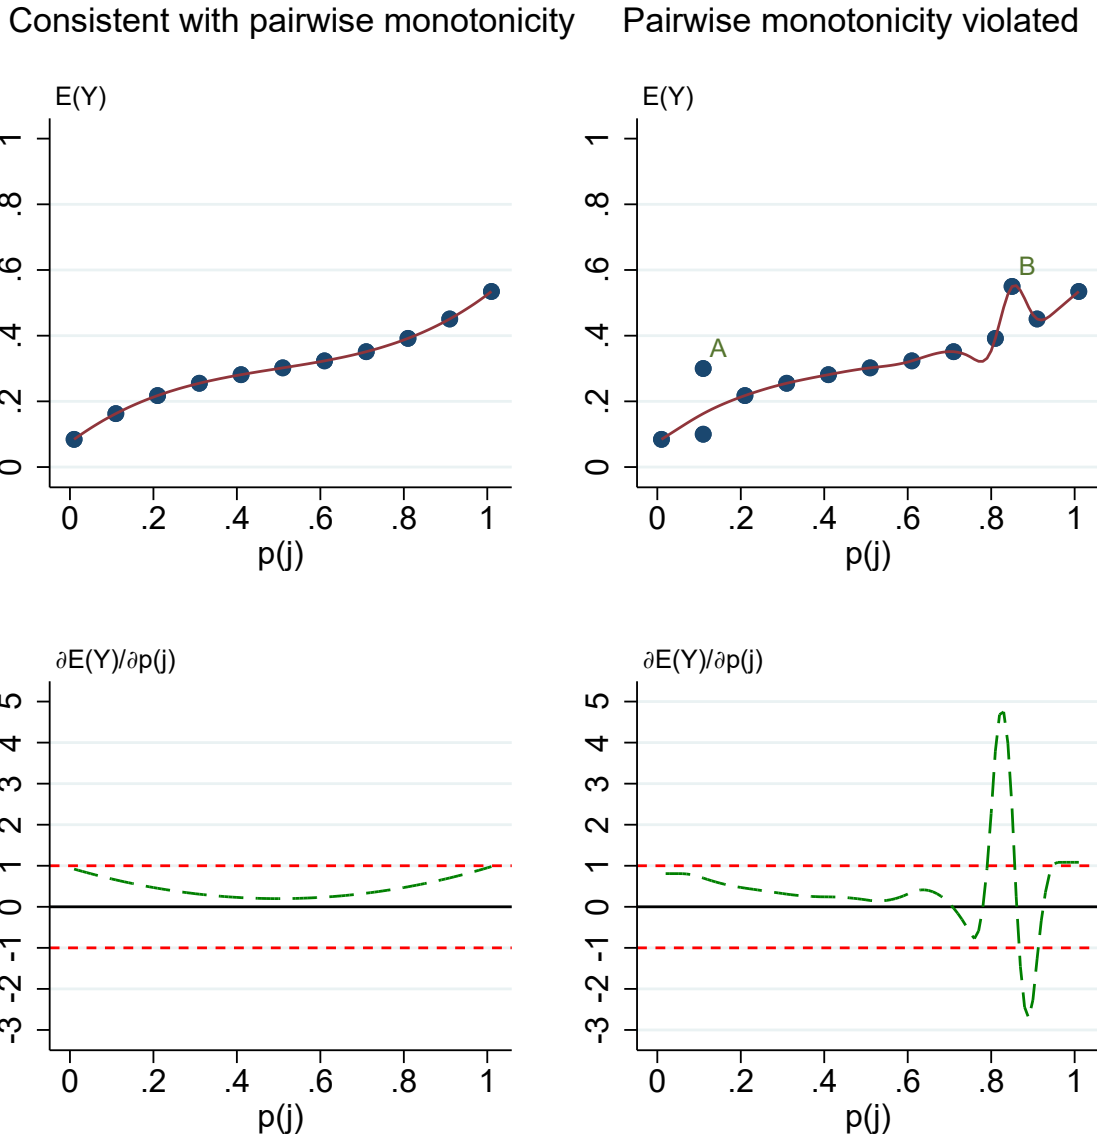 Consistent with pairwise monotonicity
E(Y)
1
.8
.6
.4
.2
0
0 .2 .4 .6 .8 1
p(j)
Pairwise monotonicity violated
E(Y)
1
.8
.6
.4
.2
0
A
B
0 .2 .4 .6 .8 1
p(j)
∂E(Y)/∂p(j)
5
4
3
2
1
0
-1
-2
-3
0 .2 .4 .6 .8 1
p(j)
∂E(Y)/∂p(j)
5
4
3
2
1
0
-1
-2
-3
0 .2 .4 .6 .8 1
p(j)